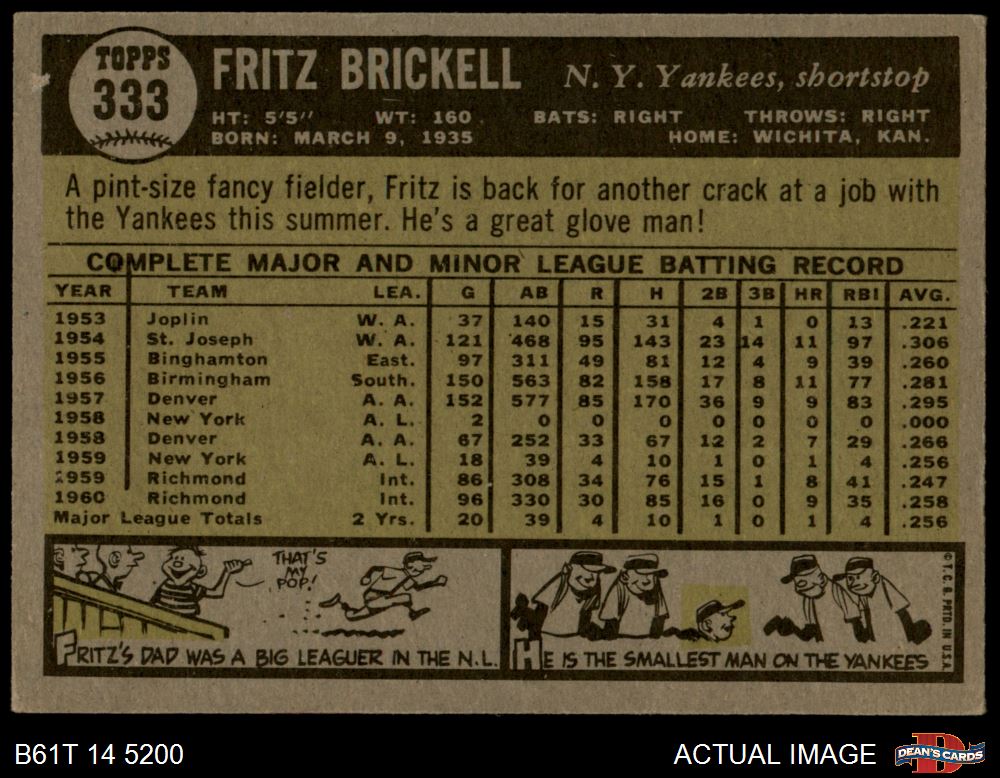 TOPPS
333
FRITZ BRICKELL
N. Y. Yankees, shortstop
HT: 5'5" WT: 160 BATS: RIGHT THROWS: RIGHT
BORN: MARCH 9, 1935 HOME: WICHITA, KAN.
A pint-size fancy fielder, Fritz is back for another crack at a job with
the Yankees this summer. He's a great glove man!
COMPLETE MAJOR AND MINOR LEAGUE BATTING RECORD
YEAR TEAM LEA. G AB R H 2B 3B HR RBI AVG.
1953 Joplin W. A. 37 140 15 31 4 1 0 13 .221
1954 St. Joseph W. A. 121 468 95 143 23 14 11 97 .306
1955 Binghamton East. 97 311 49 81 12 4 9 39 .260
1956 Birmingham South. 150 563 82 158 17 8 11 77 .281
1957 Denver A. A. 152 577 85 170 36 9 9 83 .295
1958 New York A. L. 2 0 0 0 0 0 0 0 .000
1958 Denver A. A. 67 252 33 67 12 2 7 29 .266
1959 New York A. L. 18 39 4 10 1 0 1 4 .256
1959 Richmond Int. 86 308 34 76 15 1 8 41 .247
1960 Richmond Int. 96 330 30 85 16 0 9 35 .258
Major League Totals 2 Yrs. 20 39 4 10 1 0 1 4 .256
THAT'S
MY
POP!
FRITZ'S DAD WAS A BIG LEAGUER IN THE N.L.
HE IS THE SMALLEST MAN ON THE YANKEES
© T. C. G. PRTD. IN U.S.A.
B61T 14 5200
ACTUAL IMAGE
DEAN'S CARDS